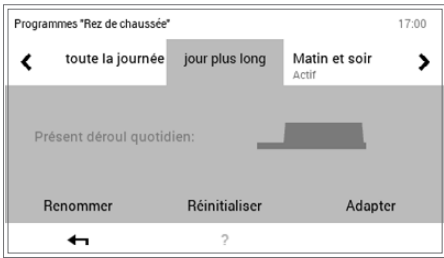 Programmes "Rez de chaussée" 17:00
toute la journée jour plus long Matin et soir
Actif
Présent déroul quotidien:
Renommer Réinitialiser Adapter
?